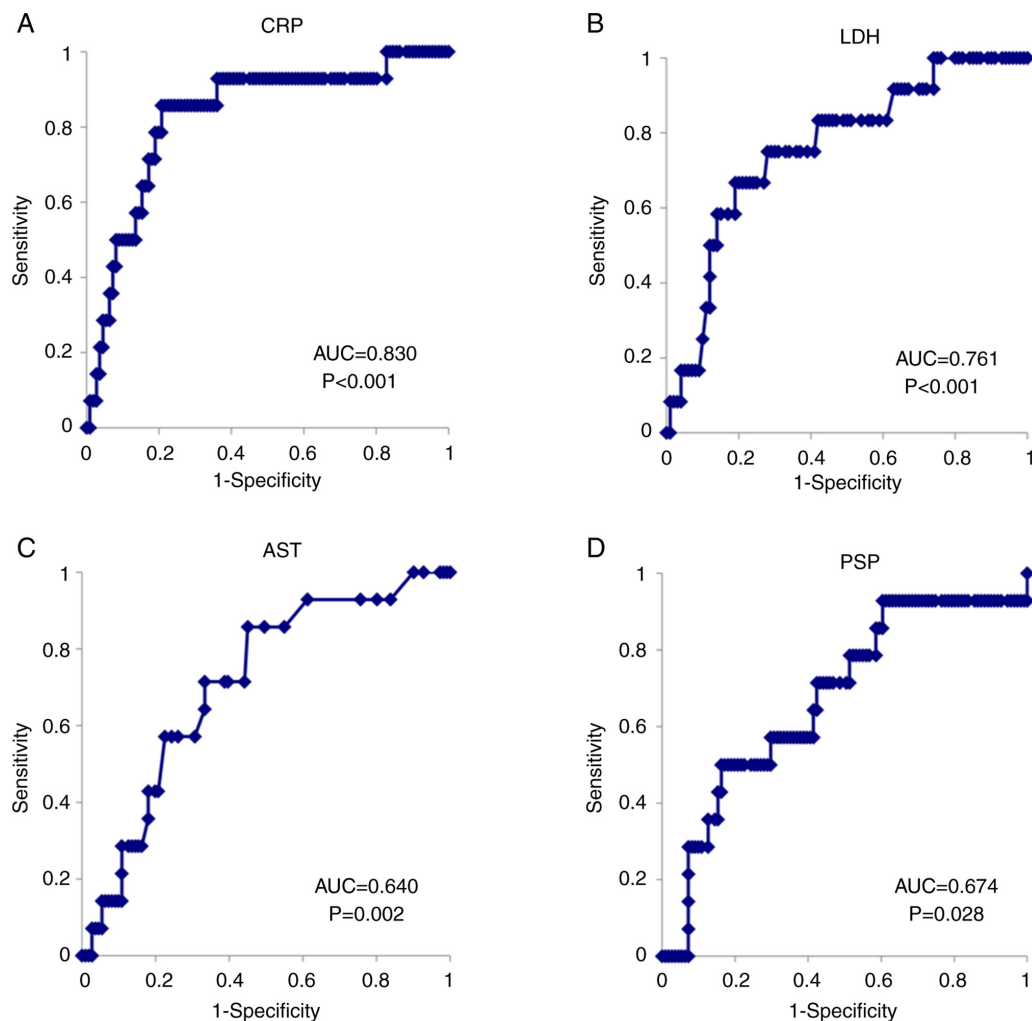 A
CRP
1
0.8
0.6
0.4
0.2
0
Sensitivity
AUC=0.830
P<0.001
0 0.2 0.4 0.6 0.8 1
1-Specificity
B
LDH
1
0.8
0.6
0.4
0.2
0
Sensitivity
AUC=0.761
P<0.001
0 0.2 0.4 0.6 0.8 1
1-Specificity
C
AST
1
0.8
0.6
0.4
0.2
0
Sensitivity
AUC=0.640
P=0.002
0 0.2 0.4 0.6 0.8 1
1-Specificity
D
PSP
1
0.8
0.6
0.4
0.2
0
Sensitivity
AUC=0.674
P=0.028
0 0.2 0.4 0.6 0.8 1
1-Specificity